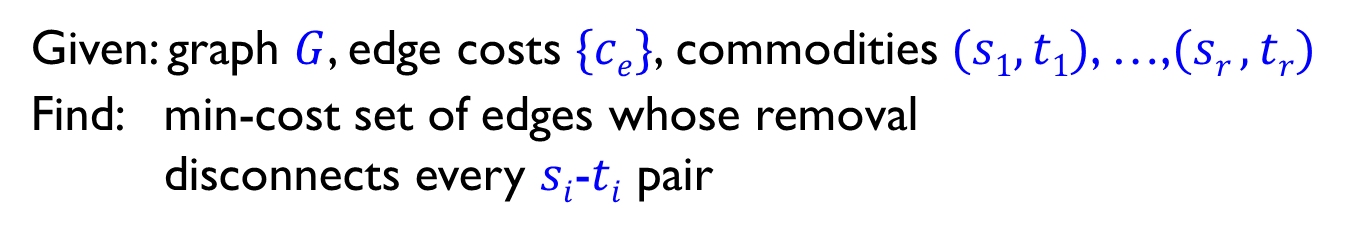 Given: graph G, edge costs {c_e}, commodities (s_1, t_1), …,(s_r, t_r)
Find: min-cost set of edges whose removal
disconnects every s_i-t_i pair